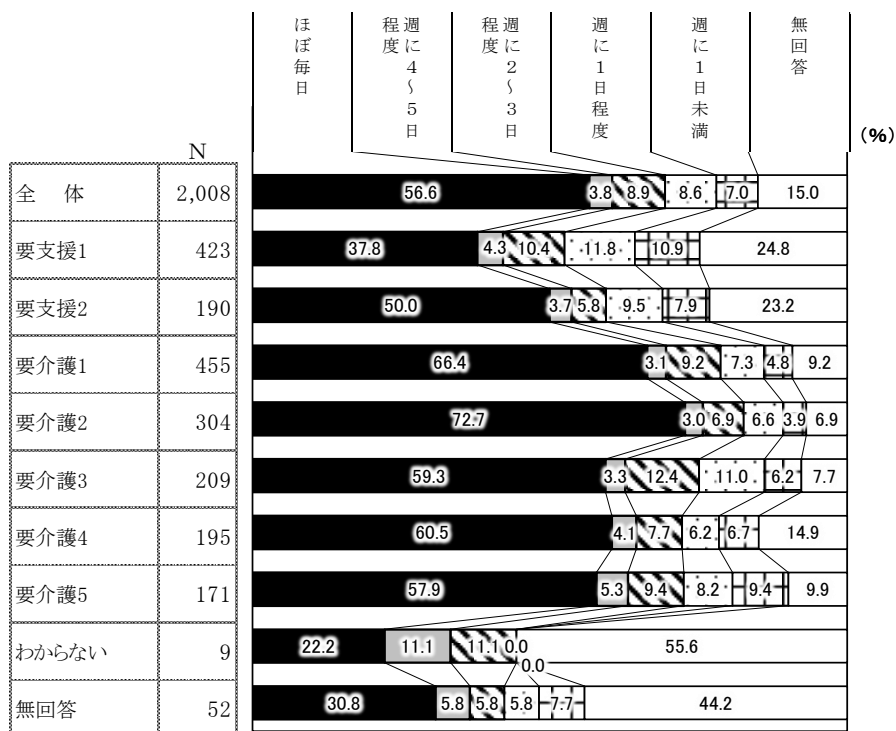 ほぼ毎日
週に4～5日程度
週に2～3日程度
週に1日程度
週に1日未満
無回答
(%)
N
全　体 2,008 56.6 3.8 8.9 8.6 7.0 15.0
要支援1 423 37.8 4.3 10.4 11.8 10.9 24.8
要支援2 190 50.0 3.7 5.8 9.5 7.9 23.2
要介護1 455 66.4 3.1 9.2 7.3 4.8 9.2
要介護2 304 72.7 3.0 6.9 6.6 3.9 6.9
要介護3 209 59.3 3.3 12.4 11.0 6.2 7.7
要介護4 195 60.5 4.1 7.7 6.2 6.7 14.9
要介護5 171 57.9 5.3 9.4 8.2 9.4 9.9
わからない 9 22.2 11.1 11.1 0.0 0.0 55.6
無回答 52 30.8 5.8 5.8 5.8 7.7 44.2